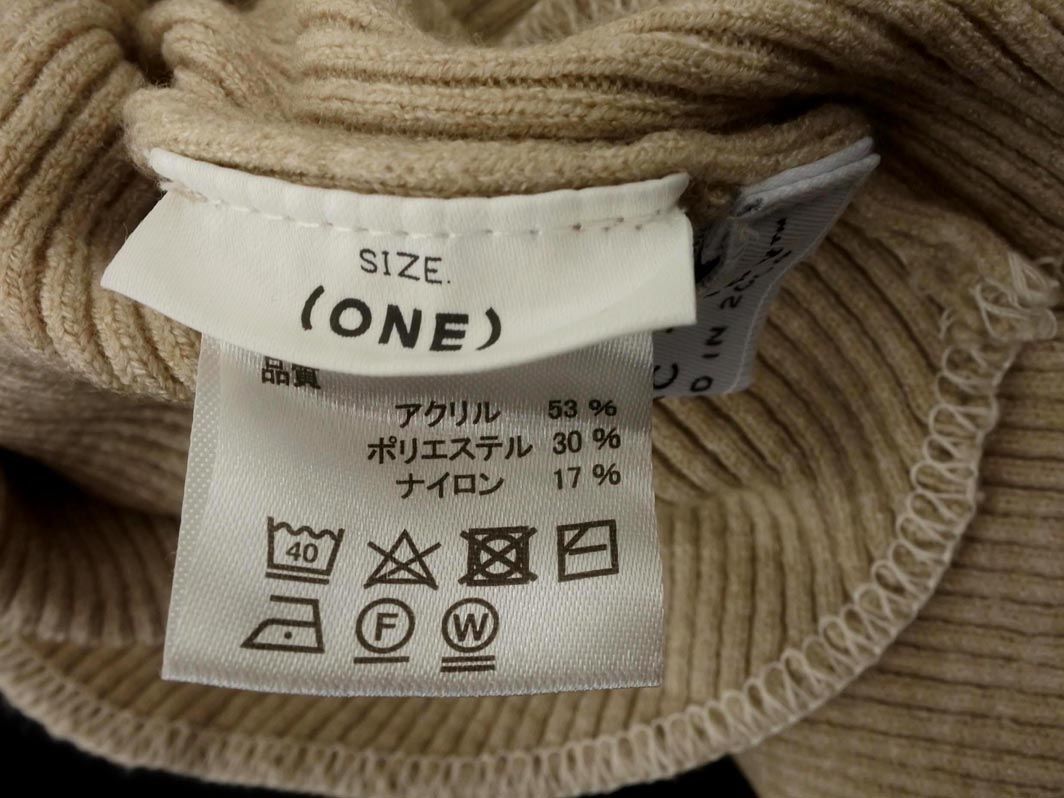 SIZE.
(ONE)
品質
アクリル 53 %
ポリエステル 30 %
ナイロン 17 %
40
F
W
IN